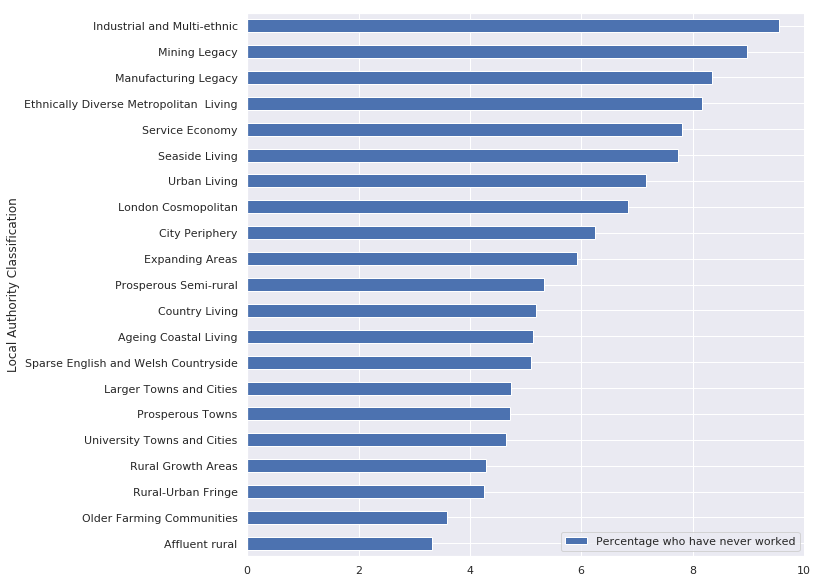 Industrial and Multi-ethnic
Mining Legacy
Manufacturing Legacy
Ethnically Diverse Metropolitan  Living
Service Economy
Seaside Living
Urban Living
London Cosmopolitan
City Periphery
Expanding Areas
Prosperous Semi-rural
Country Living
Ageing Coastal Living
Sparse English and Welsh Countryside
Larger Towns and Cities
Prosperous Towns
University Towns and Cities
Rural Growth Areas
Rural-Urban Fringe
Older Farming Communities
Affluent rural
Local Authority Classification
Percentage who have never worked
0 2 4 6 8 10